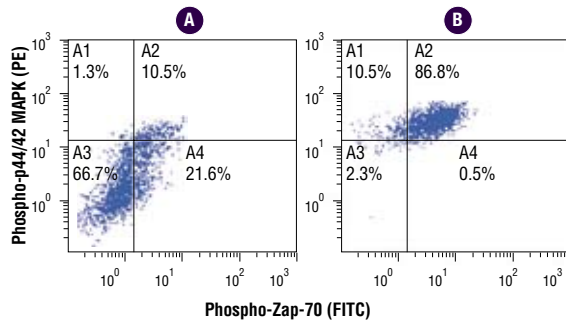 A
B
Phospho-p44/42 MAPK (PE)
10³
10²
10¹
10⁰
A1
1.3%
A2
10.5%
A3
66.7%
A4
21.6%
10⁰
10¹
10²
10³
10³
10²
10¹
10⁰
A1
10.5%
A2
86.8%
A3
2.3%
A4
0.5%
10⁰
10¹
10²
10³
Phospho-Zap-70 (FITC)